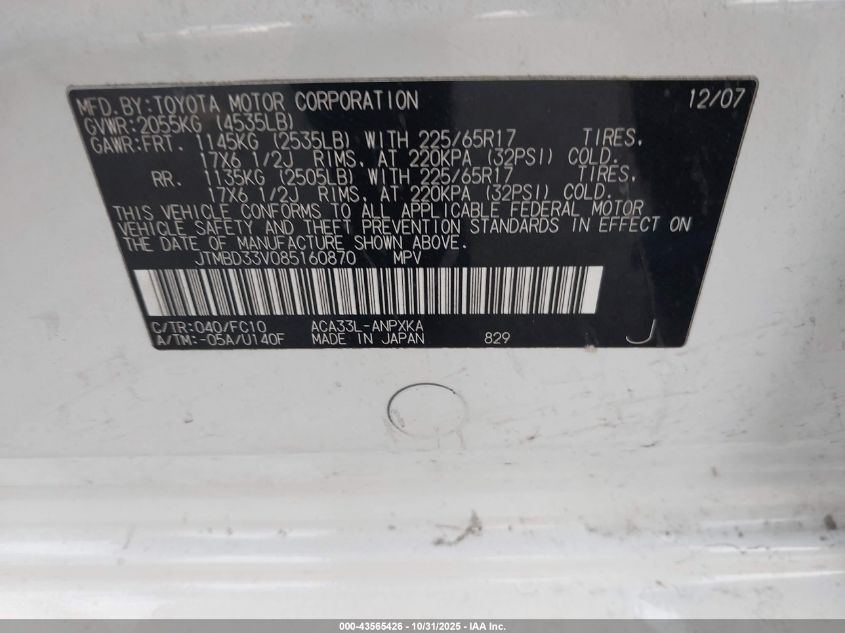 MFD.BY:TOYOTA MOTOR CORPORATION 12/07
GVWR:2055KG (4535LB)
GAWR:FRT. 1145KG (2535LB) WITH 225/65R17 TIRES,
17X6 1/2J RIMS, AT 220KPA (32PSI) COLD.
RR. 1135KG (2505LB) WITH 225/65R17 TIRES,
17X6 1/2J RIMS, AT 220KPA (32PSI) COLD.
THIS VEHICLE CONFORMS TO ALL APPLICABLE FEDERAL MOTOR
VEHICLE SAFETY AND THEFT PREVENTION STANDARDS IN EFFECT ON
THE DATE OF MANUFACTURE SHOWN ABOVE.
JTMBD33V085160870 MPV
C/TR:040/FC10 ACA33L-ANPXKA
A/TM:-05A/U140F MADE IN JAPAN 829 J
000-43565426 - 10/31/2025 - IAA Inc.